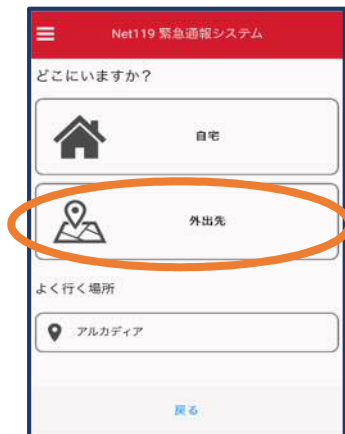 Net119 緊急通報システム
どこにいますか？
自宅
外出先
よく行く場所
アルカディア
戻る